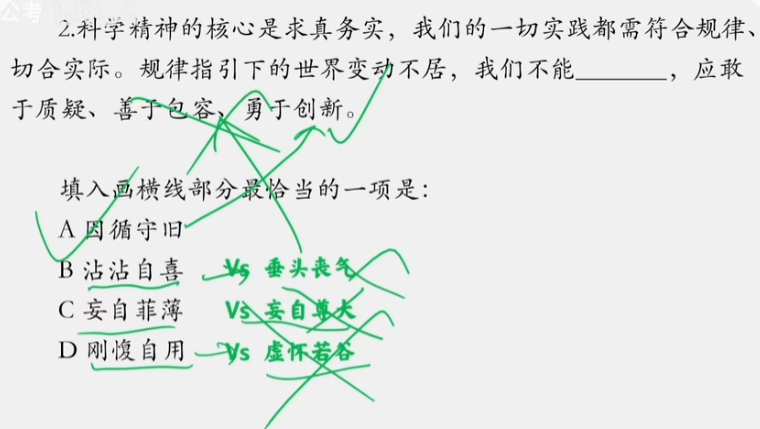 公考
2.科学精神的核心是求真务实，我们的一切实践都需符合规律、
切合实际。规律指引下的世界变动不居，我们不能______，应敢
于质疑、善于包容、勇于创新。
填入画横线部分最恰当的一项是：
A 因循守旧
B 沾沾自喜 Vs 垂头丧气
C 妄自菲薄 Vs 妄自尊大
D 刚愎自用 Vs 虚怀若谷